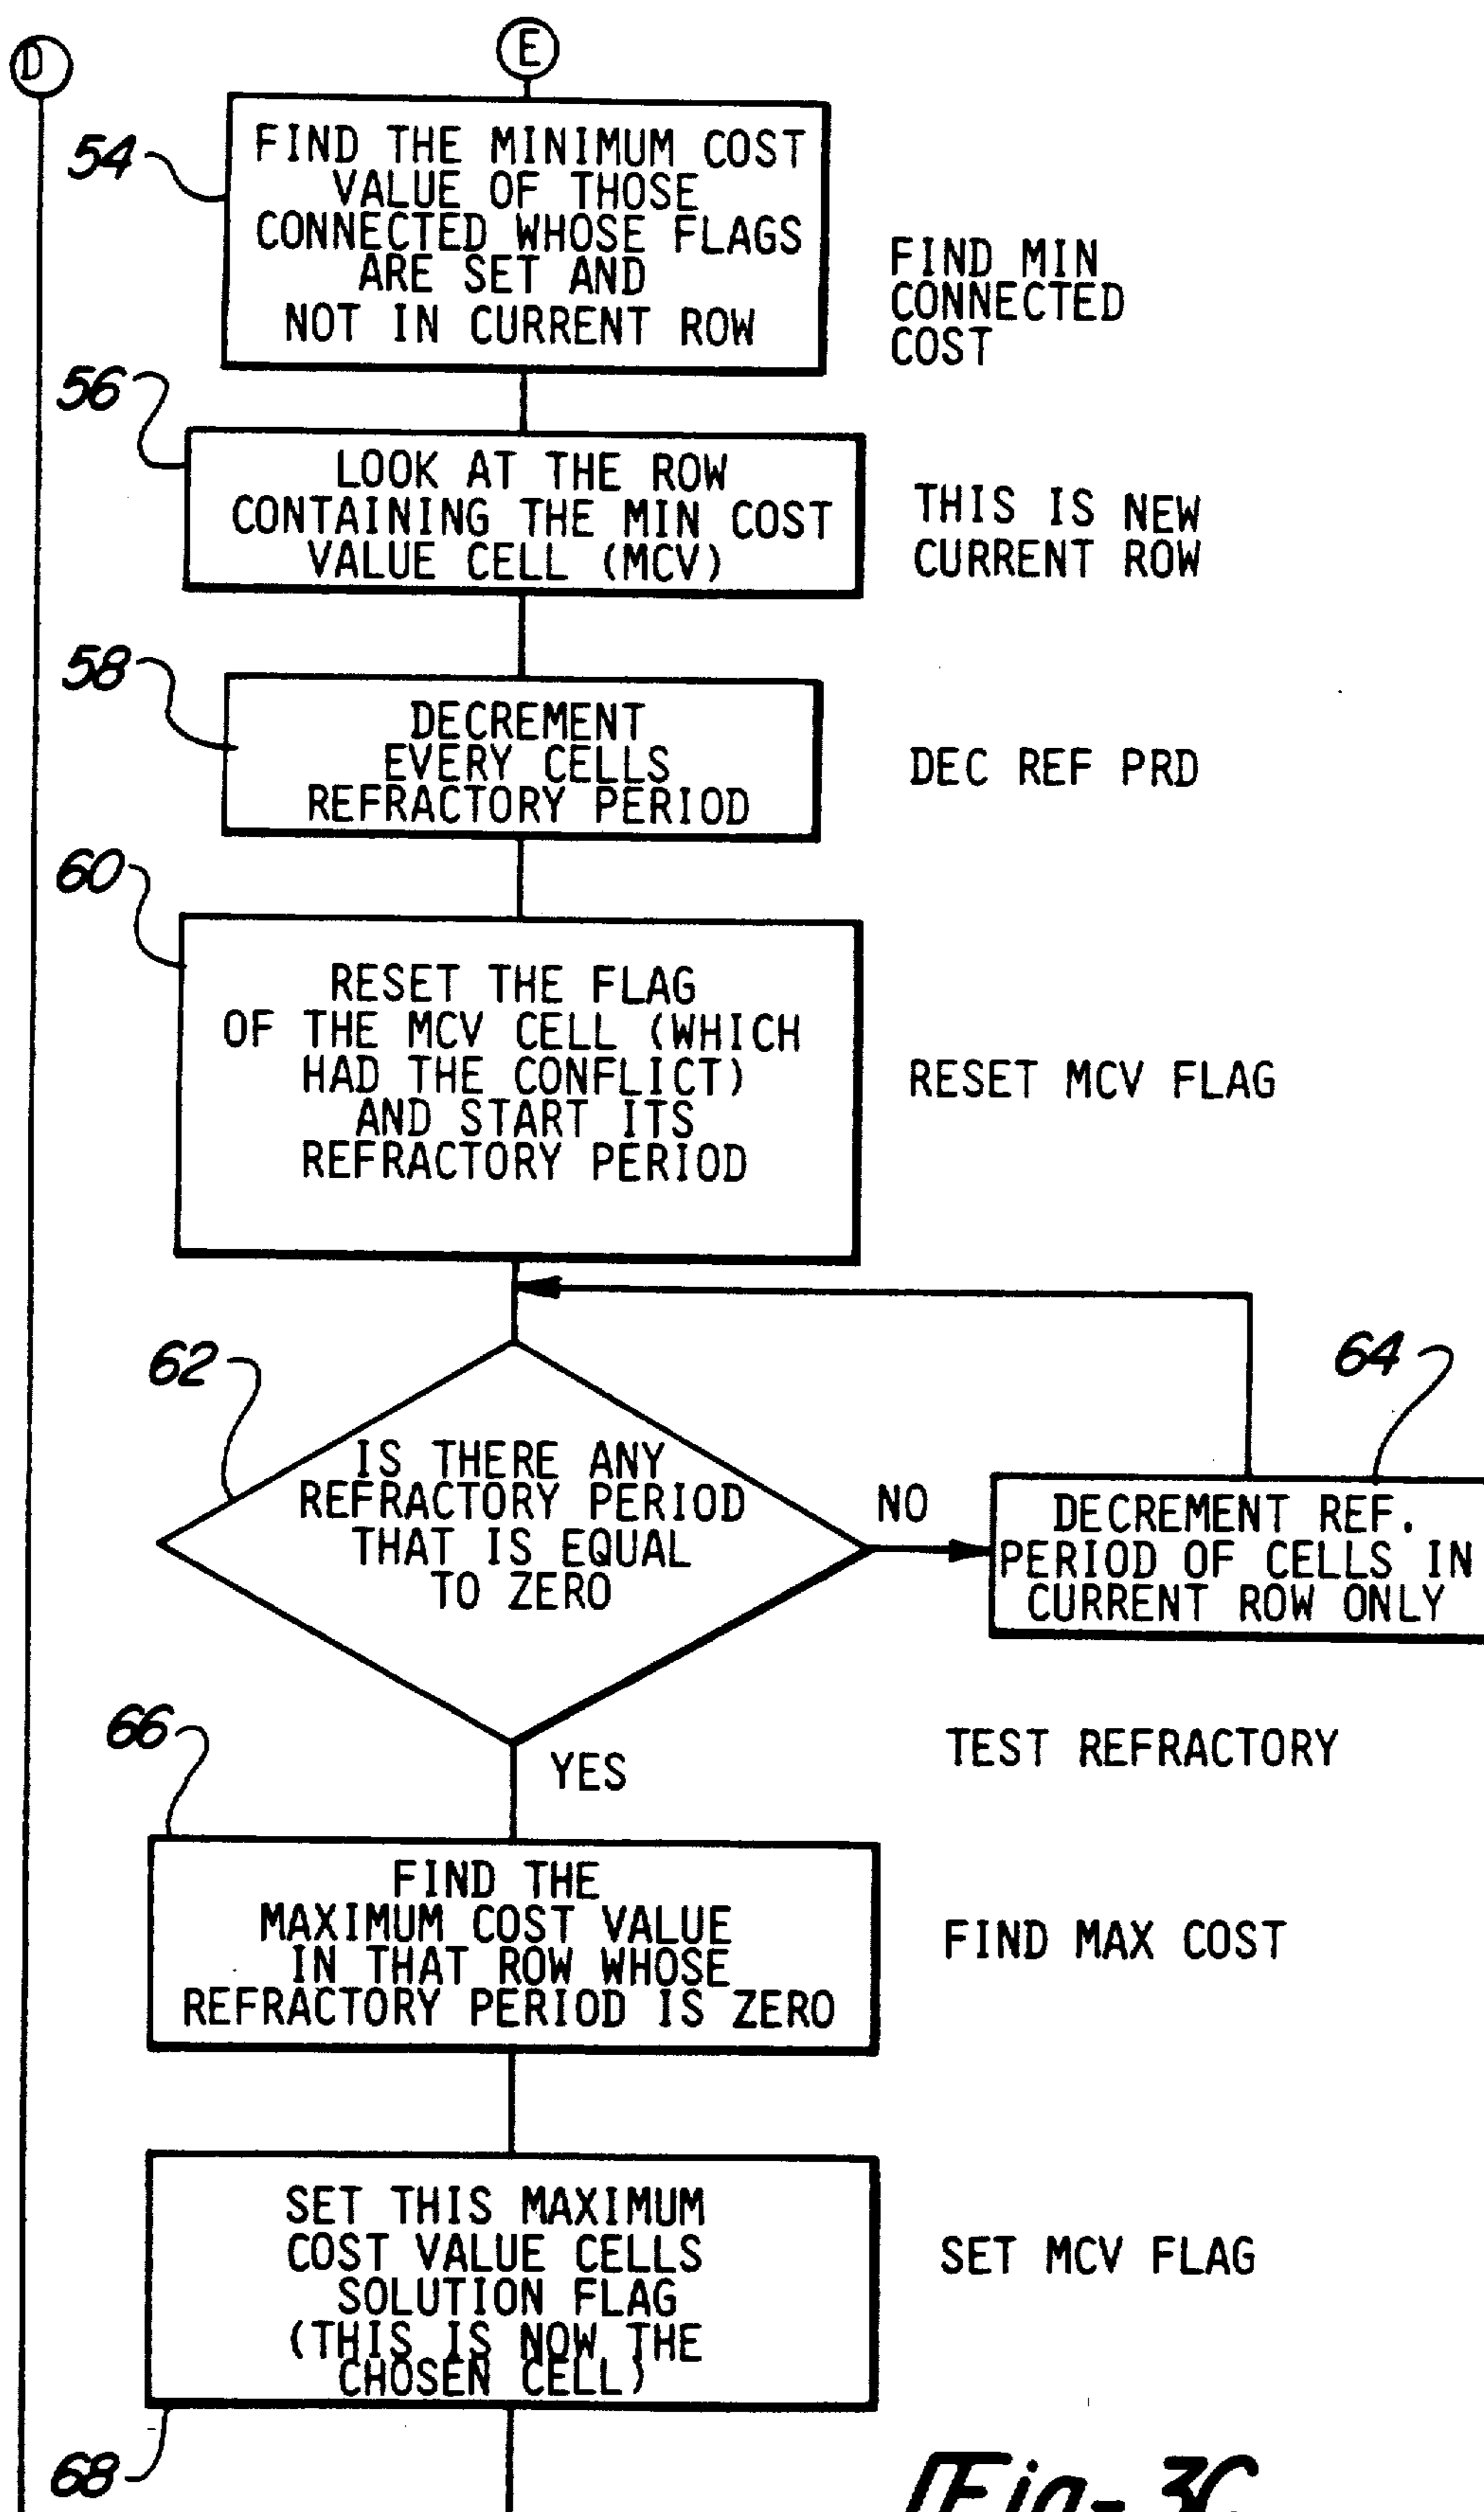 D
E
54
FIND THE MINIMUM COST
VALUE OF THOSE
CONNECTED WHOSE FLAGS
ARE SET AND
NOT IN CURRENT ROW
FIND MIN
CONNECTED
COST
56
LOOK AT THE ROW
CONTAINING THE MIN COST
VALUE CELL (MCV)
THIS IS NEW
CURRENT ROW
58
DECREMENT
EVERY CELLS
REFRACTORY PERIOD
DEC REF PRD
60
RESET THE FLAG
OF THE MCV CELL (WHICH
HAD THE CONFLICT)
AND START ITS
REFRACTORY PERIOD
RESET MCV FLAG
62
IS THERE ANY
REFRACTORY PERIOD
THAT IS EQUAL
TO ZERO
NO
64
DECREMENT REF.
PERIOD OF CELLS IN
CURRENT ROW ONLY
YES
TEST REFRACTORY
66
FIND THE
MAXIMUM COST VALUE
IN THAT ROW WHOSE
REFRACTORY PERIOD IS ZERO
FIND MAX COST
SET THIS MAXIMUM
COST VALUE CELLS
SOLUTION FLAG
(THIS IS NOW THE
CHOSEN CELL)
SET MCV FLAG
68
Fig-3C